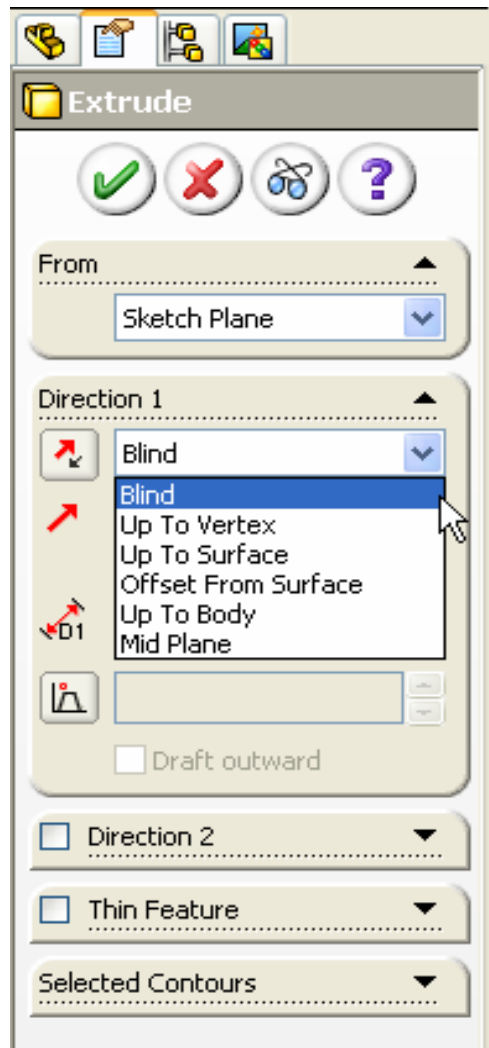 Extrude
?
From
Sketch Plane
Direction 1
Blind
Blind
Up To Vertex
Up To Surface
Offset From Surface
Up To Body
Mid Plane
D1
Draft outward
Direction 2
Thin Feature
Selected Contours